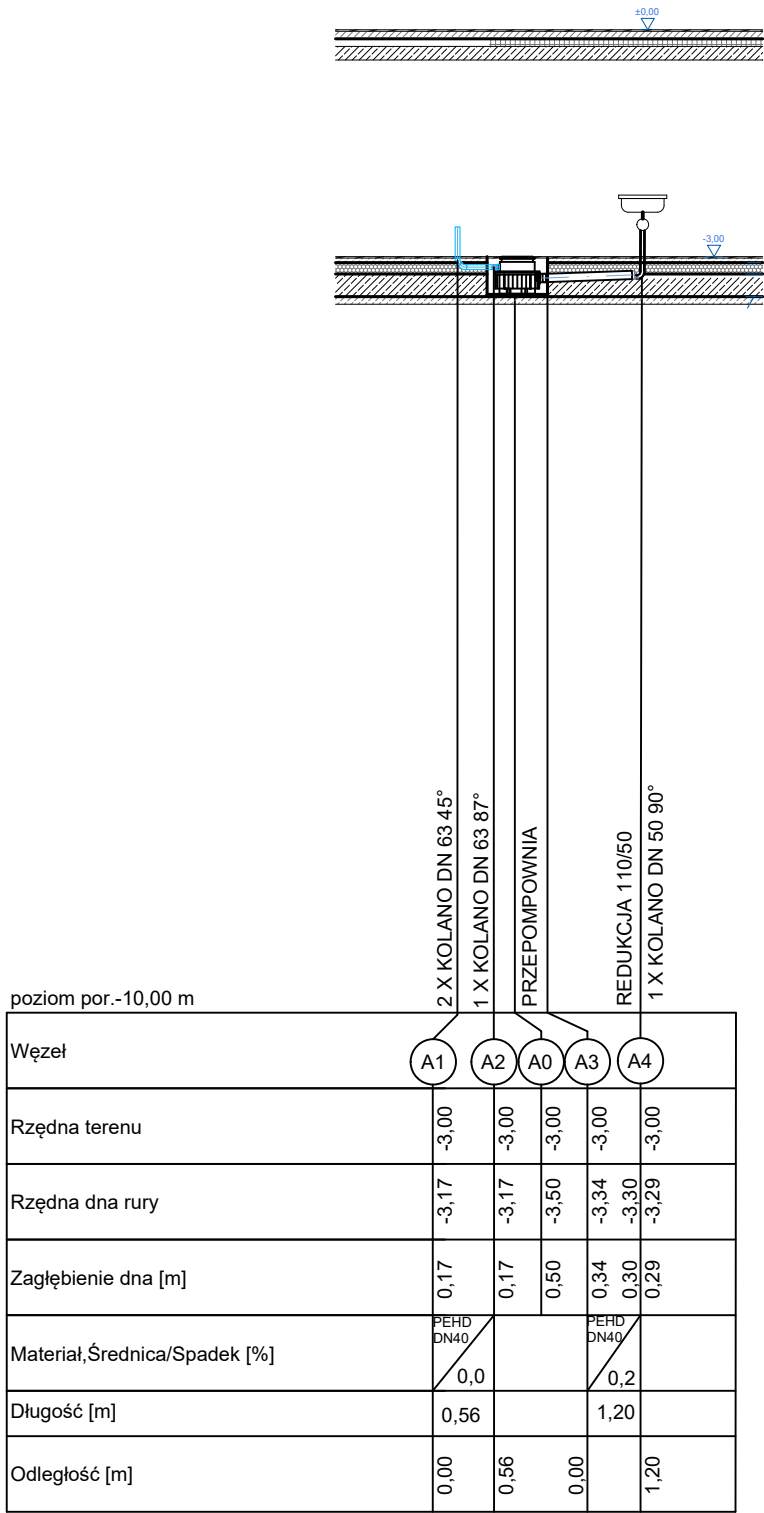 ±0,00
-3,00
2 X KOLANO DN 63 45°
1 X KOLANO DN 63 87°
PRZEPOMPOWNIA
REDUKCJA 110/50
1 X KOLANO DN 50 90°
poziom por.-10,00 m
Węzeł
A1
A2
A0
A3
A4
Rzędna terenu
-3,00
-3,00
-3,00
-3,00
-3,00
Rzędna dna rury
-3,17
-3,17
-3,50
-3,34
-3,30
-3,29
Zagłębienie dna [m]
0,17
0,17
0,50
0,34
0,30
0,29
Materiał,Średnica/Spadek [%]
PEHD
DN40
0,0
PEHD
DN40
0,2
Długość [m]
0,56
1,20
Odległość [m]
0,00
0,56
0,00
1,20